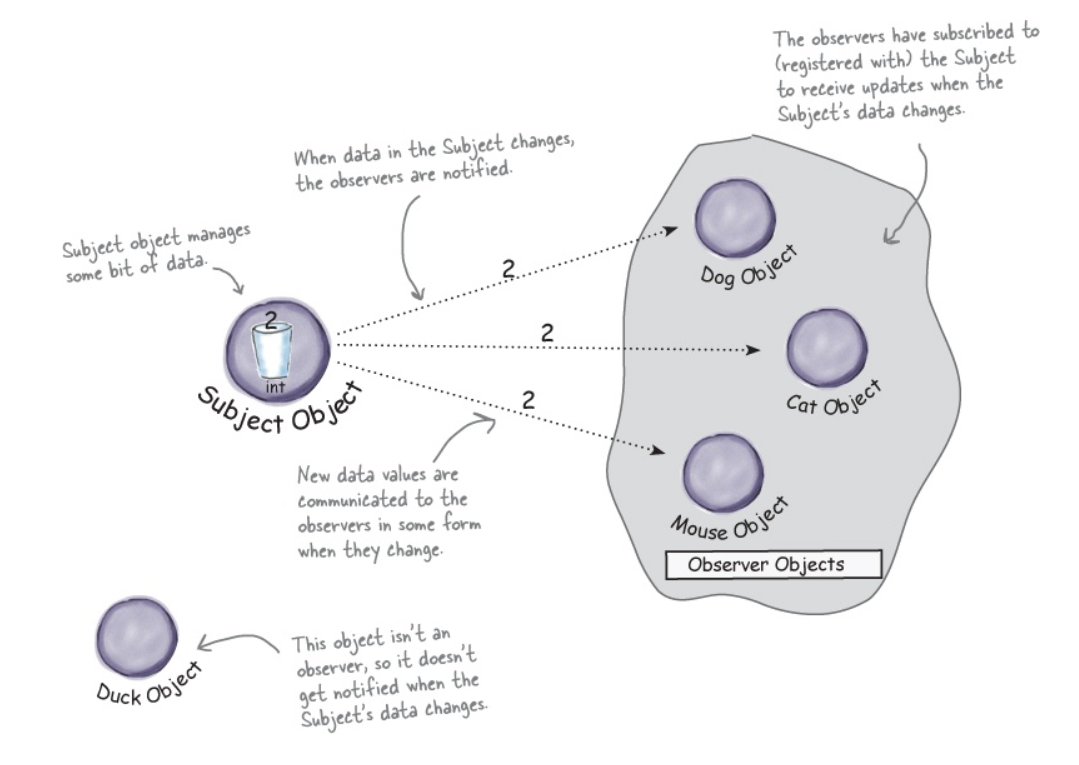 The observers have subscribed to
(registered with) the Subject
to receive updates when the
Subject's data changes.
When data in the Subject changes,
the observers are notified.
Subject object manages
some bit of data.
2
int
Subject Object
2
2
2
Dog Object
Cat Object
Mouse Object
Observer Objects
New data values are
communicated to the
observers in some form
when they change.
Duck Object
This object isn't an
observer, so it doesn't
get notified when the
Subject's data changes.